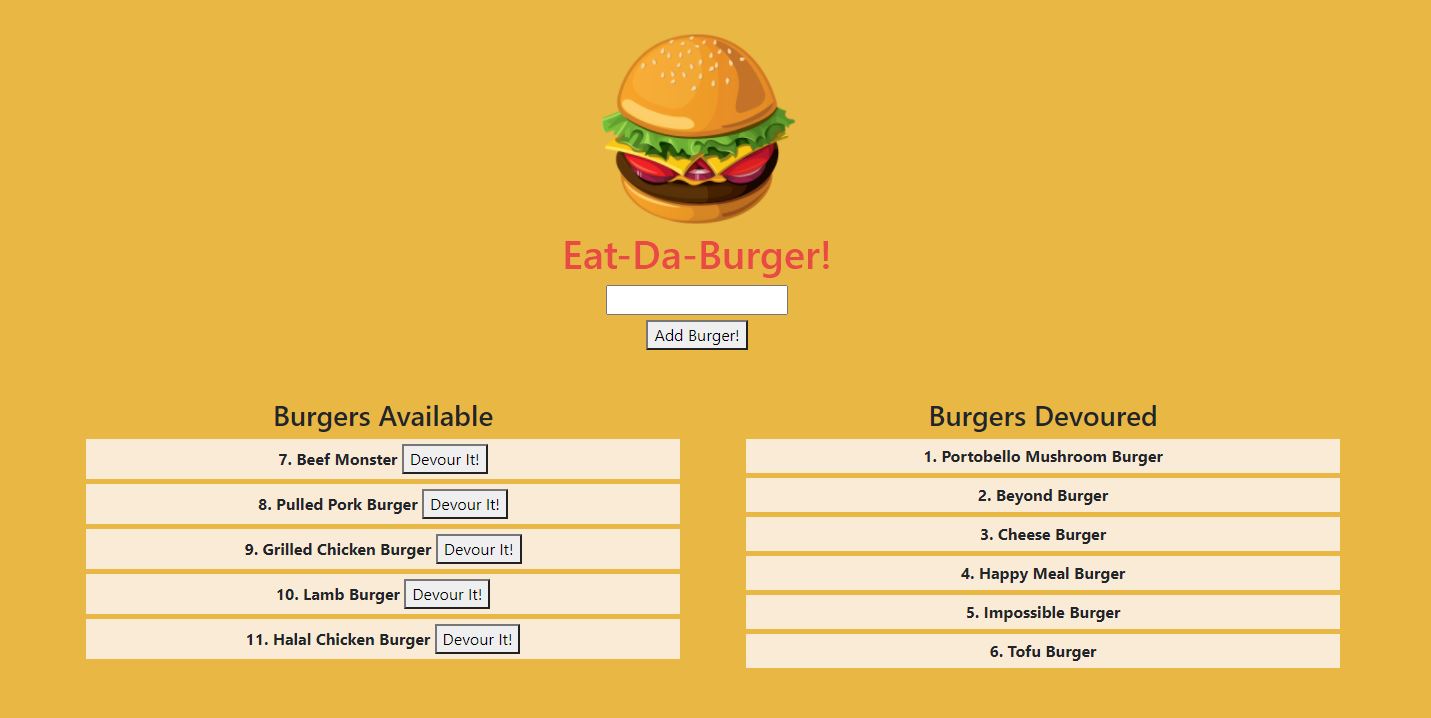 Eat-Da-Burger!
Add Burger!
Burgers Available
7. Beef Monster Devour It!
8. Pulled Pork Burger Devour It!
9. Grilled Chicken Burger Devour It!
10. Lamb Burger Devour It!
11. Halal Chicken Burger Devour It!
Burgers Devoured
1. Portobello Mushroom Burger
2. Beyond Burger
3. Cheese Burger
4. Happy Meal Burger
5. Impossible Burger
6. Tofu Burger